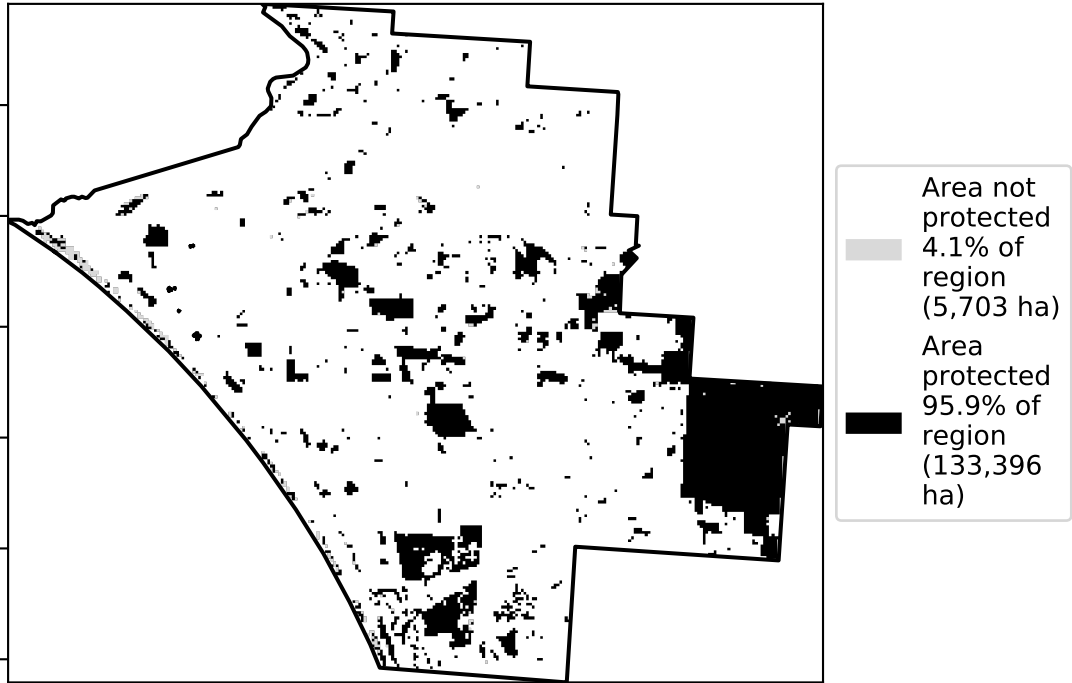 Area not
protected
4.1% of
region
(5,703 ha)
Area
protected
95.9% of
region
(133,396
ha)